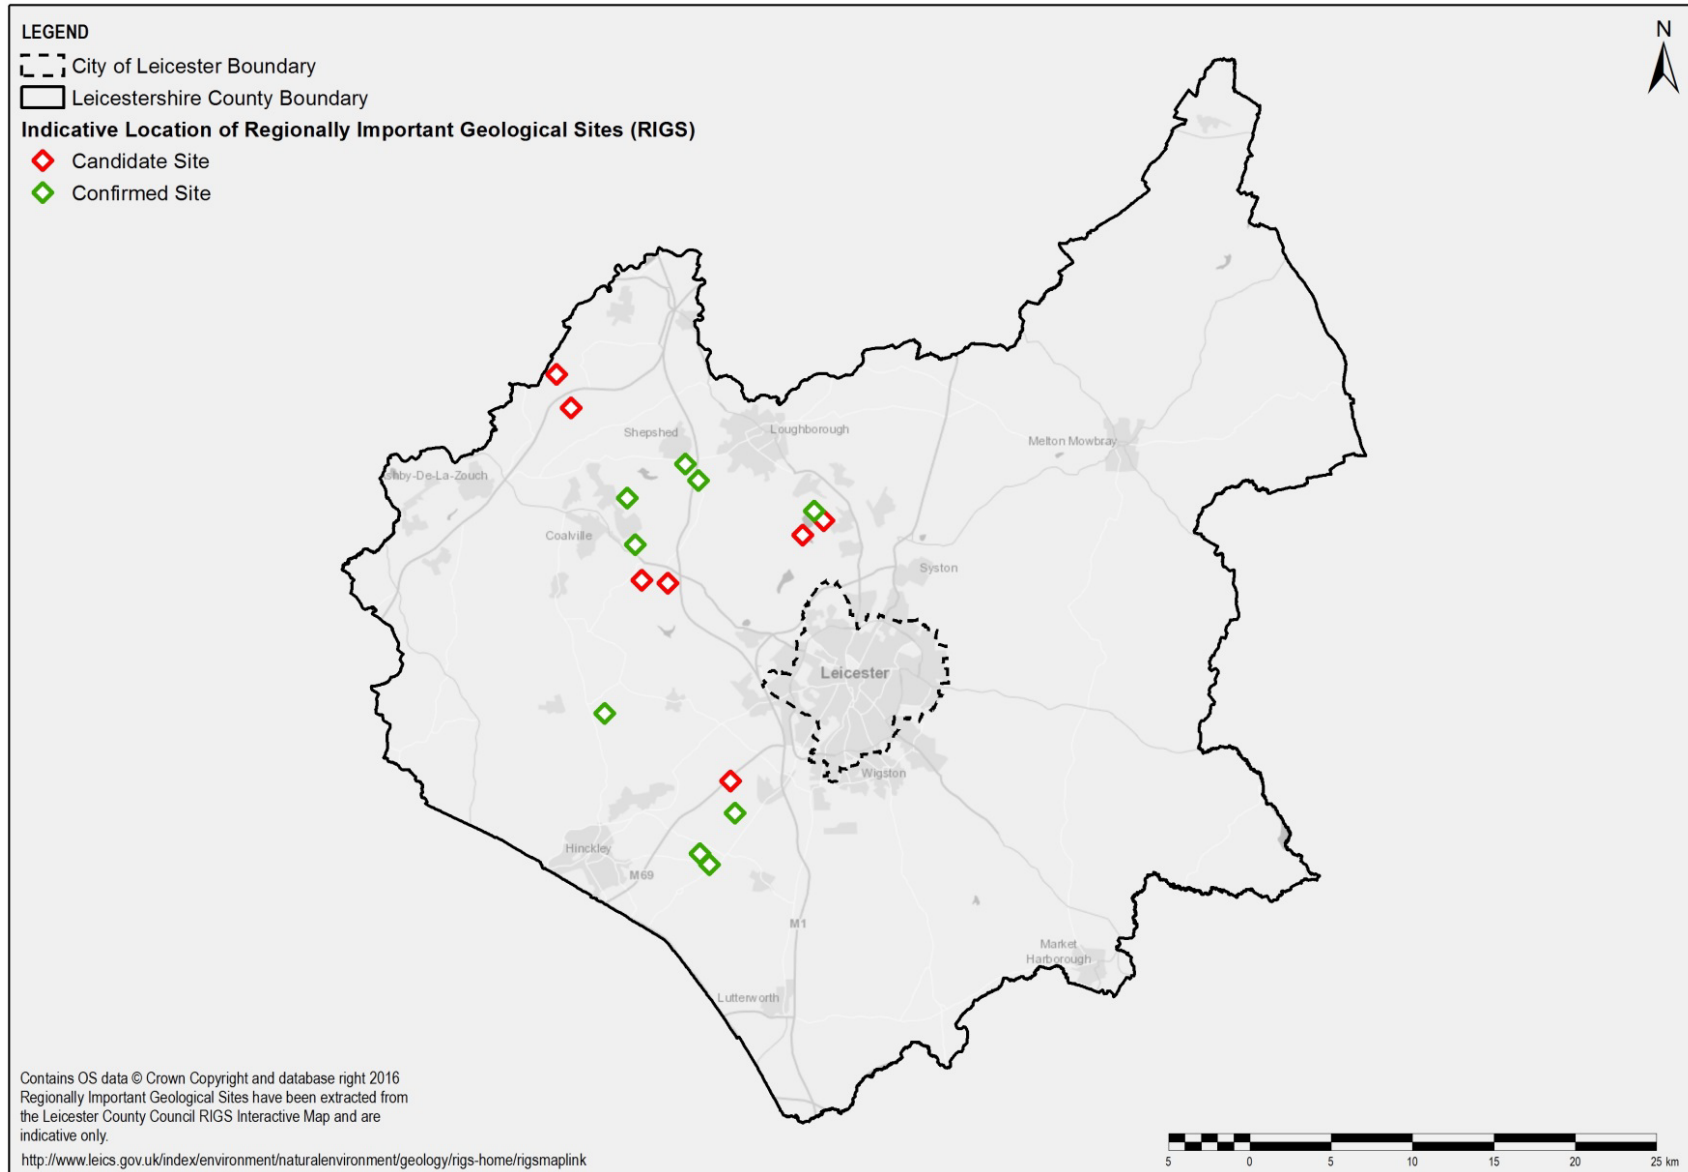 LEGEND
City of Leicester Boundary
Leicestershire County Boundary
Indicative Location of Regionally Important Geological Sites (RIGS)
Candidate Site
Confirmed Site
N
Shepshed
Loughborough
Melton Mowbray
shby-De-La-Zouch
Coalville
Syston
Leicester
Wigston
Hinckley
M69
M1
Market
Harborough
Lutterworth
Contains OS data © Crown Copyright and database right 2016
Regionally Important Geological Sites have been extracted from
the Leicester County Council RIGS Interactive Map and are
indicative only.
http://www.leics.gov.uk/index/environment/naturalenvironment/geology/rigs-home/rigsmaplink
5 0 5 10 15 20 25 km